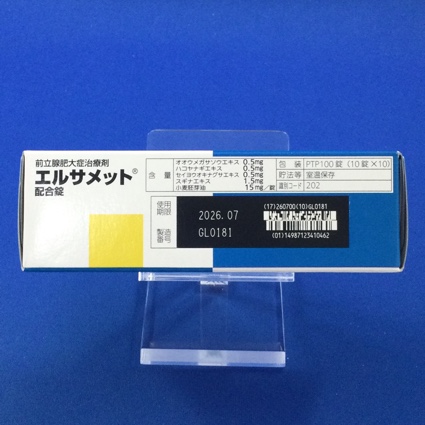 前立腺肥大症治療剤
エルサメット®
配合錠
含量
オオウメガサソウエキス 0.5mg
ハコヤナギエキス 0.5mg
セイヨウオキナグサエキス 0.5mg
スギナエキス 1.5mg
小麦胚芽油 15mg/錠
包装 PTP100錠(10錠×10)
貯法等 室温保存
識別コード 202
使用期限 2026.07
製造番号 GL018I
(17)260700(10)GL018I
(01)14987123410462